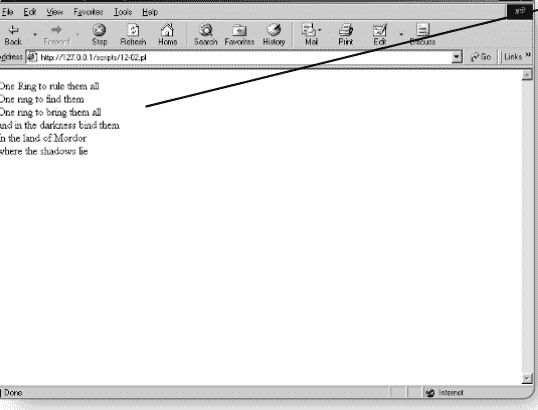 File Edit View Favorites Tools Help
Back Forward Stop Refresh Home Search Favorites History Mail Print Edit Discuss
Address http://127.0.0.1/scripts/12-02.pl Go Links »
One Ring to rule them all
One ring to find them
One ring to bring them all
and in the darkness bind them
In the land of Mordor
where the shadows lie
Done Internet